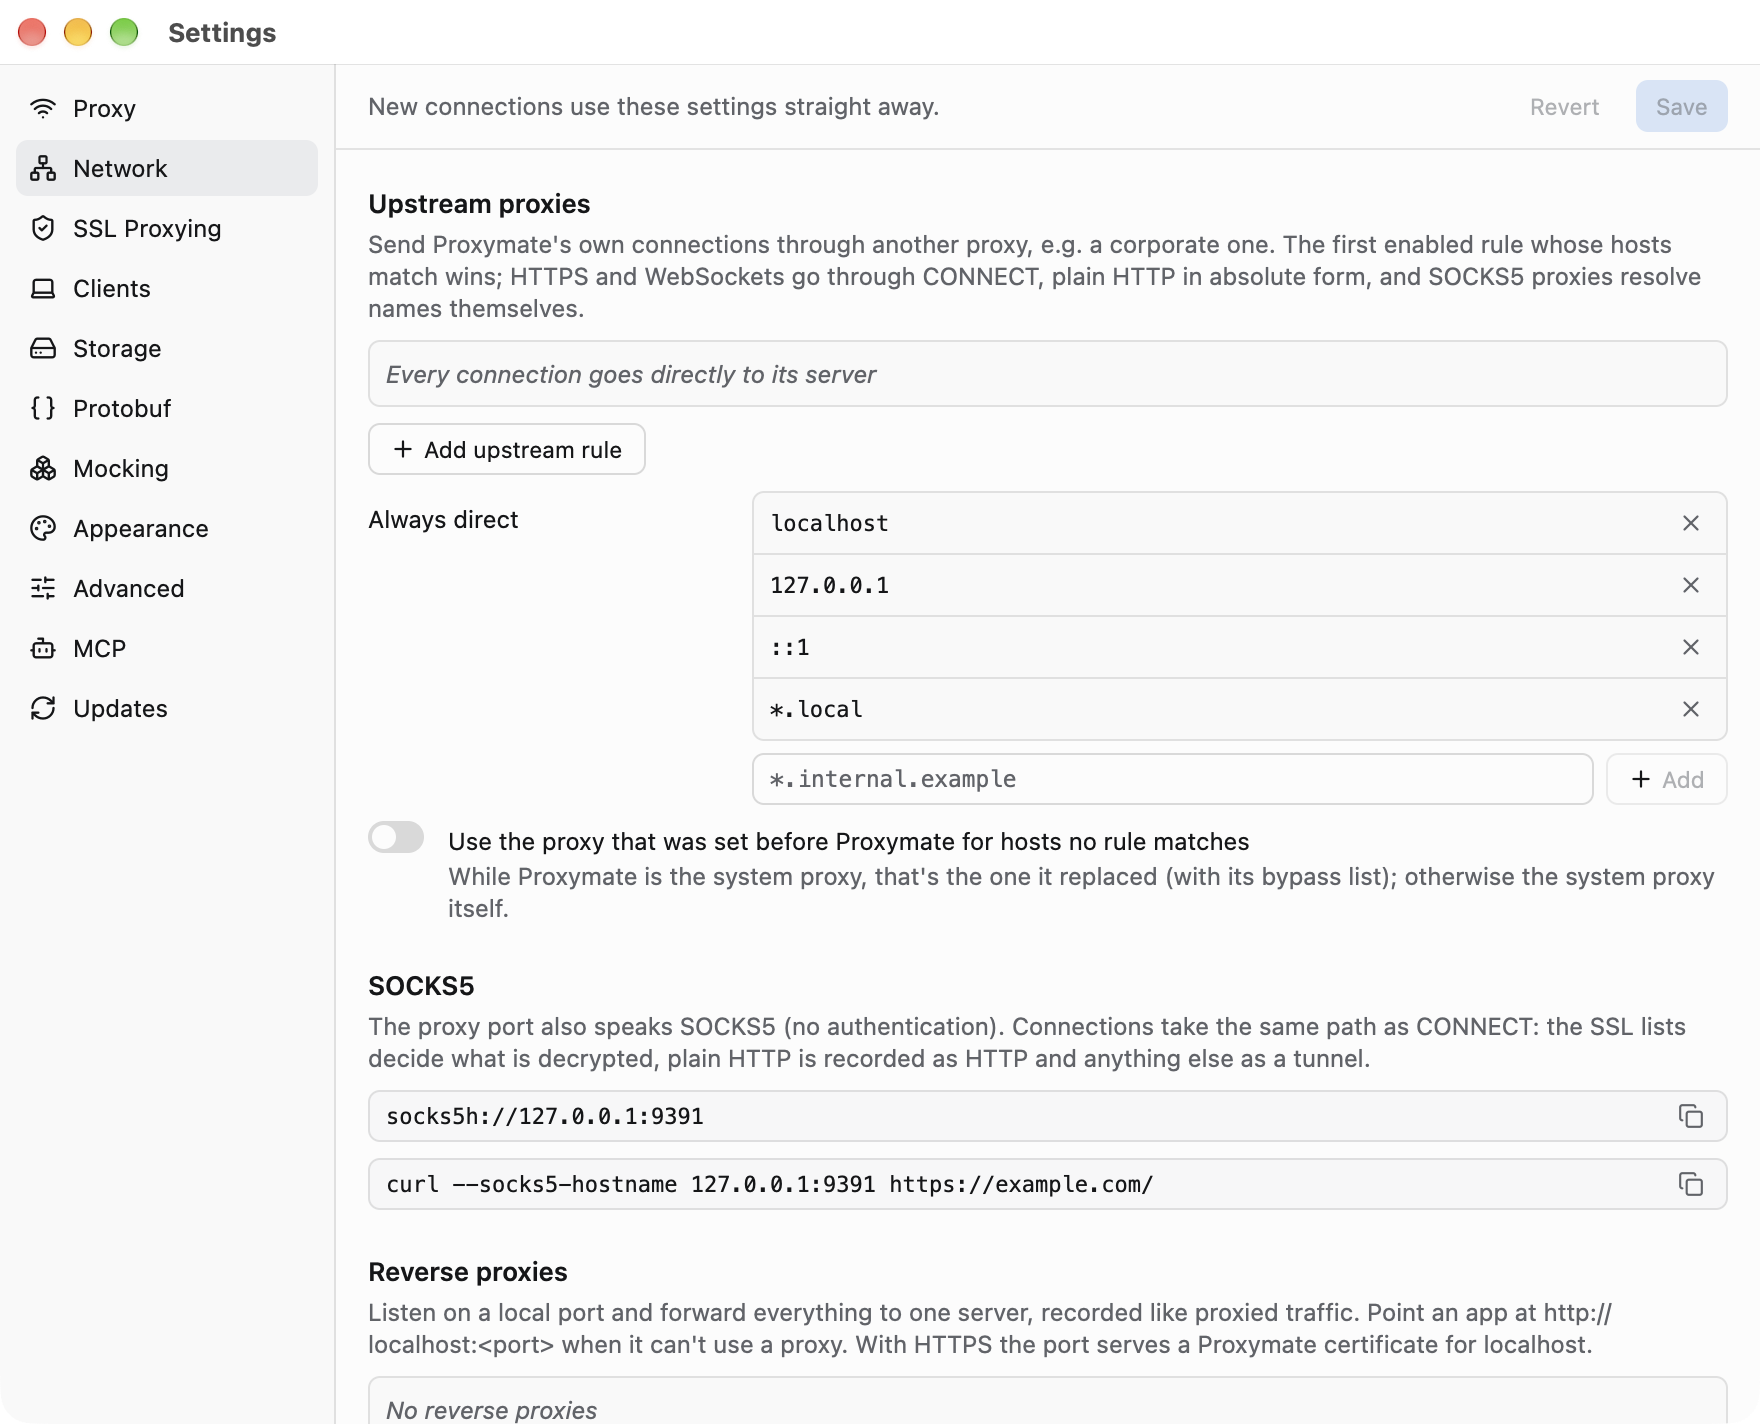 Settings
Proxy
Network
SSL Proxying
Clients
Storage
Protobuf
Mocking
Appearance
Advanced
MCP
Updates
New connections use these settings straight away.
Revert
Save
Upstream proxies
Send Proxymate's own connections through another proxy, e.g. a corporate one. The first enabled rule whose hosts
match wins; HTTPS and WebSockets go through CONNECT, plain HTTP in absolute form, and SOCKS5 proxies resolve
names themselves.
Every connection goes directly to its server
Add upstream rule
Always direct
localhost
127.0.0.1
::1
*.local
*.internal.example
Add
Use the proxy that was set before Proxymate for hosts no rule matches
While Proxymate is the system proxy, that's the one it replaced (with its bypass list); otherwise the system proxy
itself.
SOCKS5
The proxy port also speaks SOCKS5 (no authentication). Connections take the same path as CONNECT: the SSL lists
decide what is decrypted, plain HTTP is recorded as HTTP and anything else as a tunnel.
socks5h://127.0.0.1:9391
curl --socks5-hostname 127.0.0.1:9391 https://example.com/
Reverse proxies
Listen on a local port and forward everything to one server, recorded like proxied traffic. Point an app at http://
localhost:<port> when it can't use a proxy. With HTTPS the port serves a Proxymate certificate for localhost.
No reverse proxies